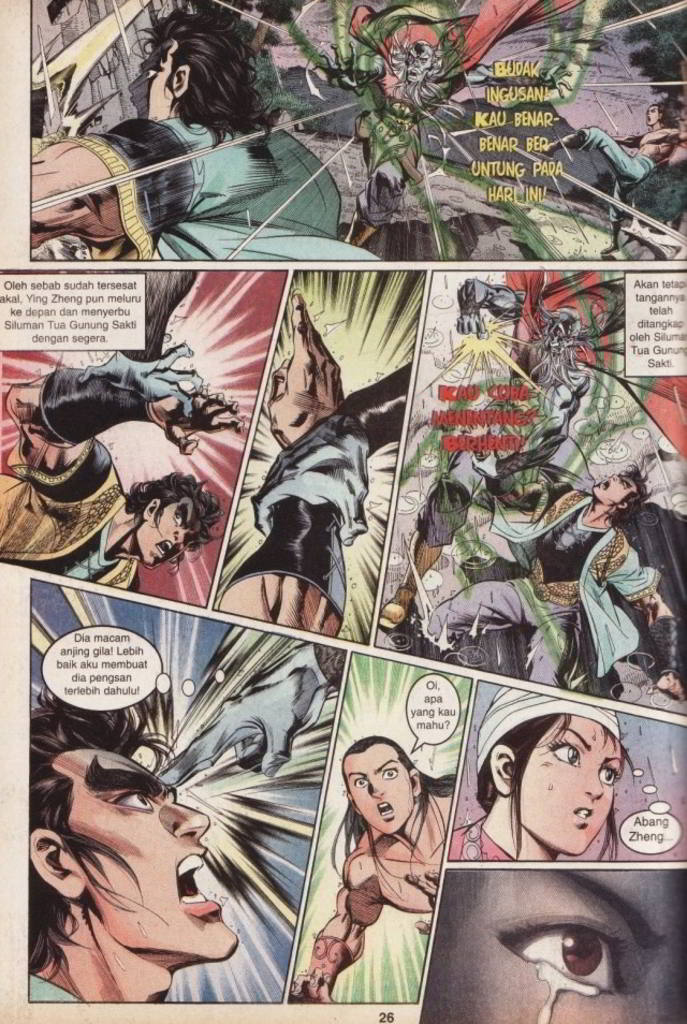 BUDAK
INGUSAN!
KAU BENAR-
BENAR BER-
UNTUNG PADA
HARI INI!
Oleh sebab sudah tersesat
akal, Ying Zheng pun meluru
ke depan dan menyerbu
Siluman Tua Gunung Sakti
dengan segera.
Akan tetapi
tangannya
telah
ditangkap
oleh Siluman
Tua Gunung
Sakti.
KAU CUBA
MENENTANG?
BERHENTI!
Dia macam
anjing gila! Lebih
baik aku membuat
dia pengsan
terlebih dahulu!
Oi,
apa
yang kau
mahu?
Abang
Zheng...
26